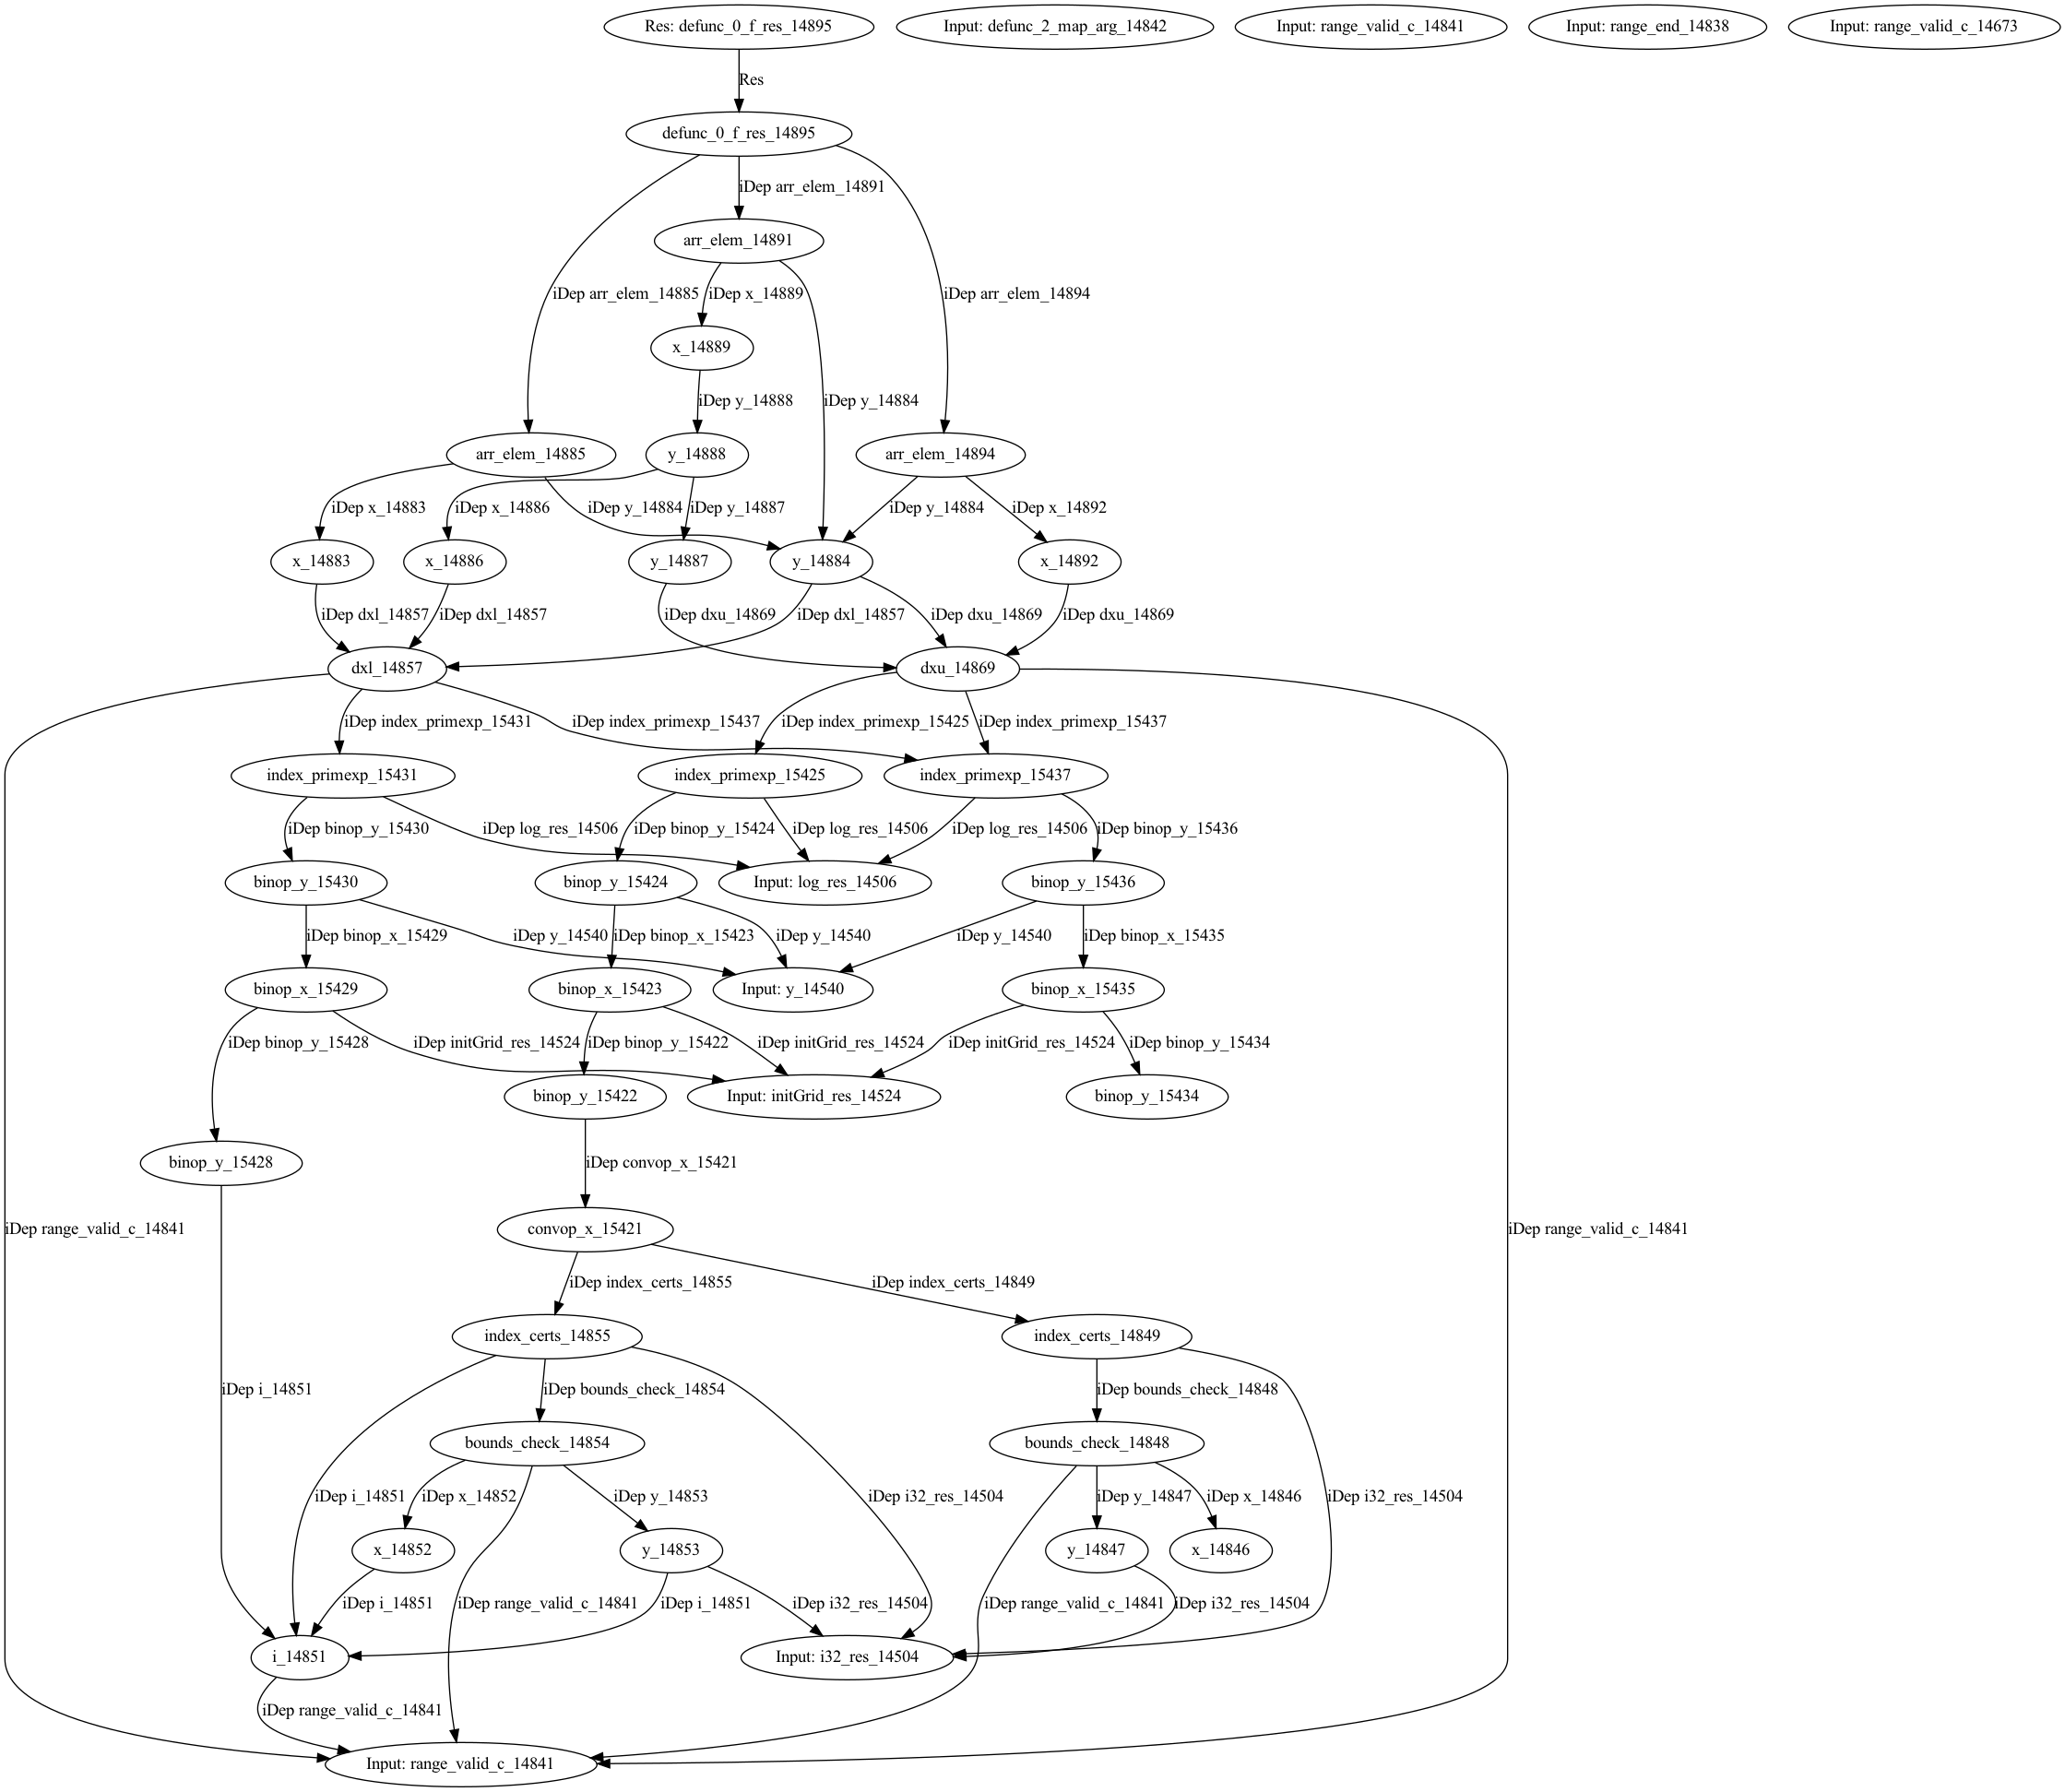 Res: defunc_0_f_res_14895
Input: defunc_2_map_arg_14842
Input: range_valid_c_14841
Input: range_end_14838
Input: range_valid_c_14673
Res
defunc_0_f_res_14895
iDep arr_elem_14891
arr_elem_14891
iDep arr_elem_14885
iDep x_14889
iDep arr_elem_14894
x_14889
iDep y_14888
iDep y_14884
arr_elem_14885
y_14888
arr_elem_14894
iDep x_14883
iDep x_14886
iDep y_14884
iDep y_14887
iDep y_14884
iDep x_14892
x_14883
x_14886
y_14887
y_14884
x_14892
iDep dxl_14857
iDep dxl_14857
iDep dxu_14869
iDep dxl_14857
iDep dxu_14869
iDep dxu_14869
dxl_14857
dxu_14869
iDep index_primexp_15431
iDep index_primexp_15437
iDep index_primexp_15425
iDep index_primexp_15437
index_primexp_15431
index_primexp_15425
index_primexp_15437
iDep binop_y_15430
iDep log_res_14506
iDep binop_y_15424
iDep log_res_14506
iDep log_res_14506
iDep binop_y_15436
binop_y_15430
binop_y_15424
Input: log_res_14506
binop_y_15436
iDep binop_x_15429
iDep y_14540
iDep binop_x_15423
iDep y_14540
iDep y_14540
iDep binop_x_15435
binop_x_15429
binop_x_15423
Input: y_14540
binop_x_15435
iDep binop_y_15428
iDep initGrid_res_14524
iDep binop_y_15422
iDep initGrid_res_14524
iDep initGrid_res_14524
iDep binop_y_15434
binop_y_15422
Input: initGrid_res_14524
binop_y_15434
binop_y_15428
iDep convop_x_15421
iDep range_valid_c_14841
convop_x_15421
iDep range_valid_c_14841
iDep index_certs_14855
iDep index_certs_14849
index_certs_14855
index_certs_14849
iDep i_14851
iDep bounds_check_14854
iDep bounds_check_14848
bounds_check_14854
bounds_check_14848
iDep i_14851
iDep x_14852
iDep y_14853
iDep i32_res_14504
iDep y_14847
iDep x_14846
iDep i32_res_14504
x_14852
y_14853
y_14847
x_14846
iDep i_14851
iDep range_valid_c_14841
iDep i_14851
iDep i32_res_14504
iDep range_valid_c_14841
iDep i32_res_14504
i_14851
Input: i32_res_14504
iDep range_valid_c_14841
Input: range_valid_c_14841